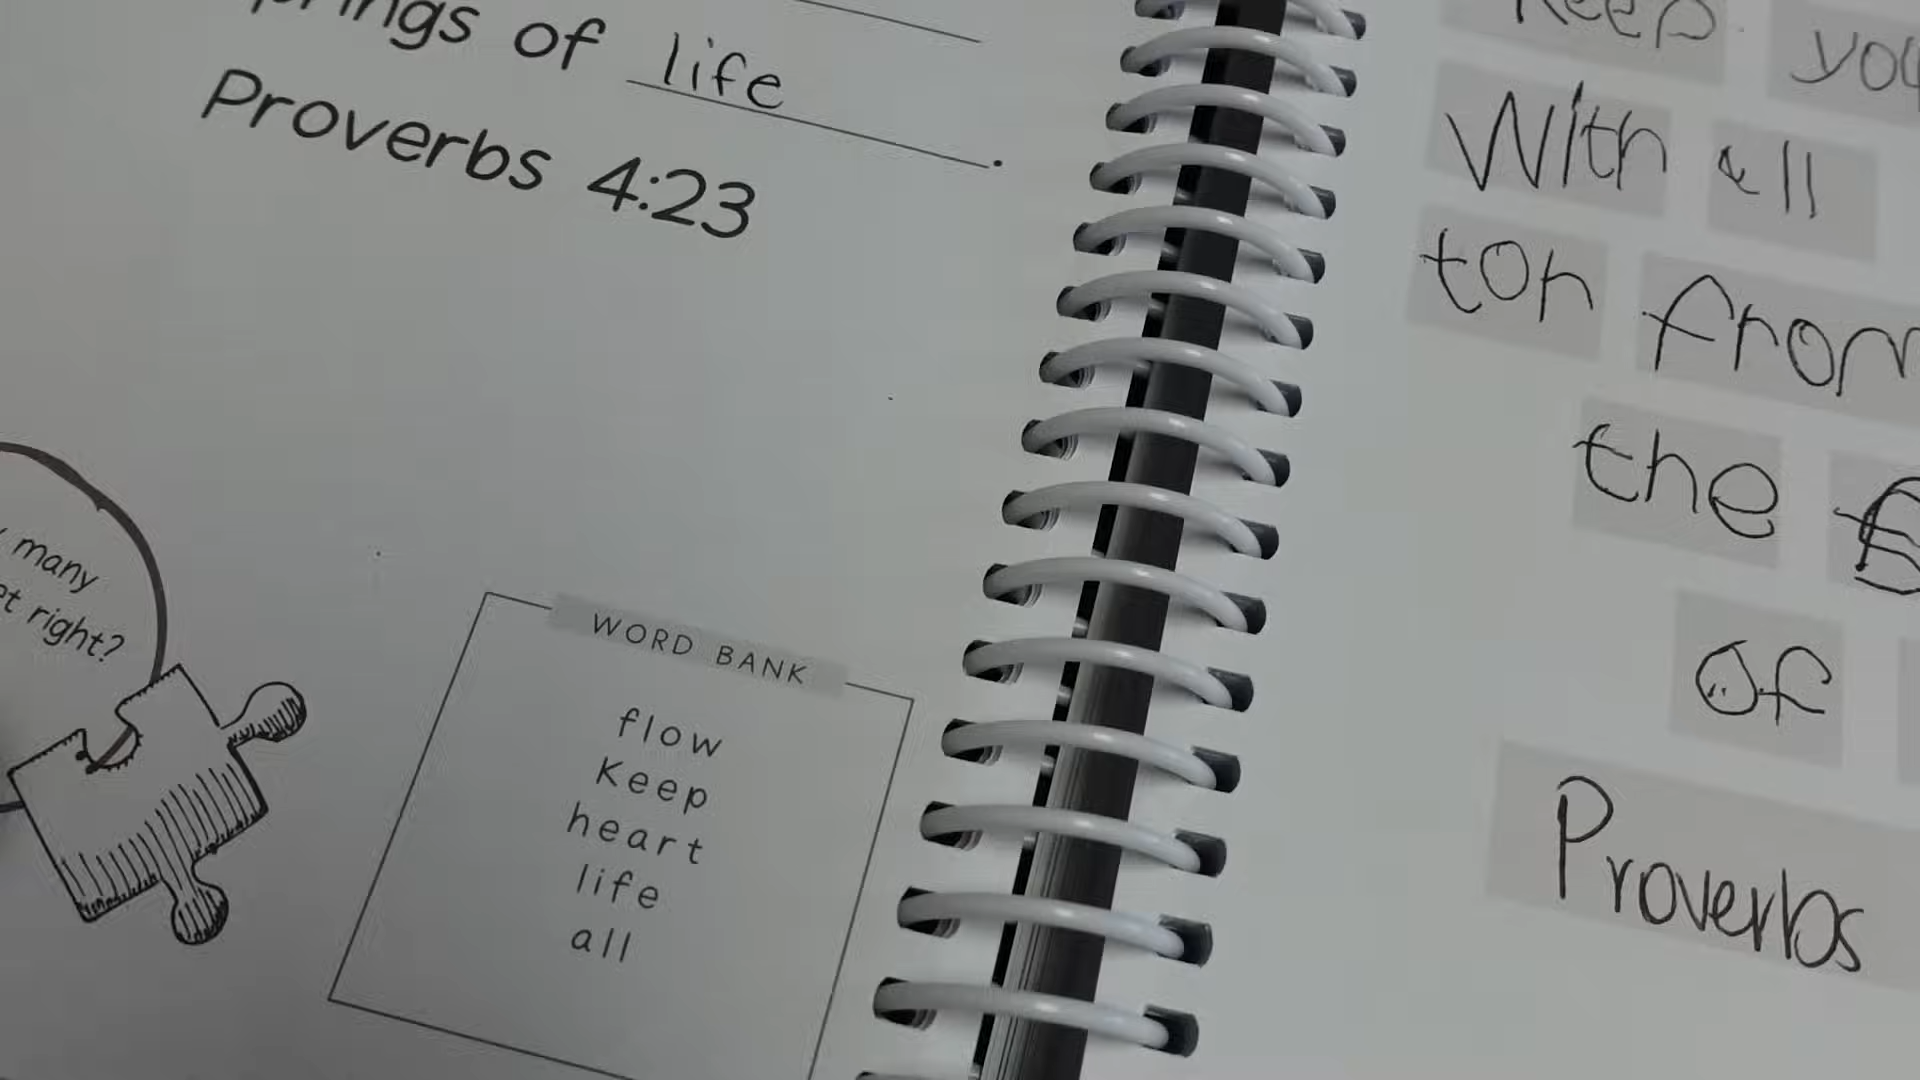 springs of life.
Proverbs 4:23
many
right?
WORD BANK
flow
Keep
heart
life
all
Keep
With all
ton from
the
of
Proverbs